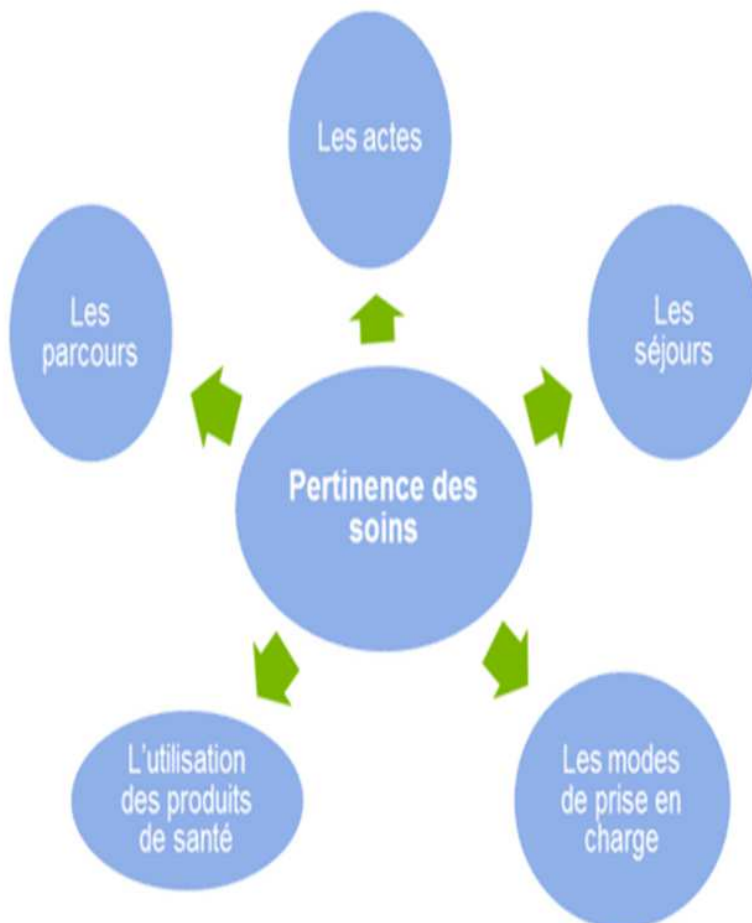 Les actes
Les
parcours
Les
séjours
Pertinence des
soins
L'utilisation
des produits
de santé
Les modes
de prise en
charge